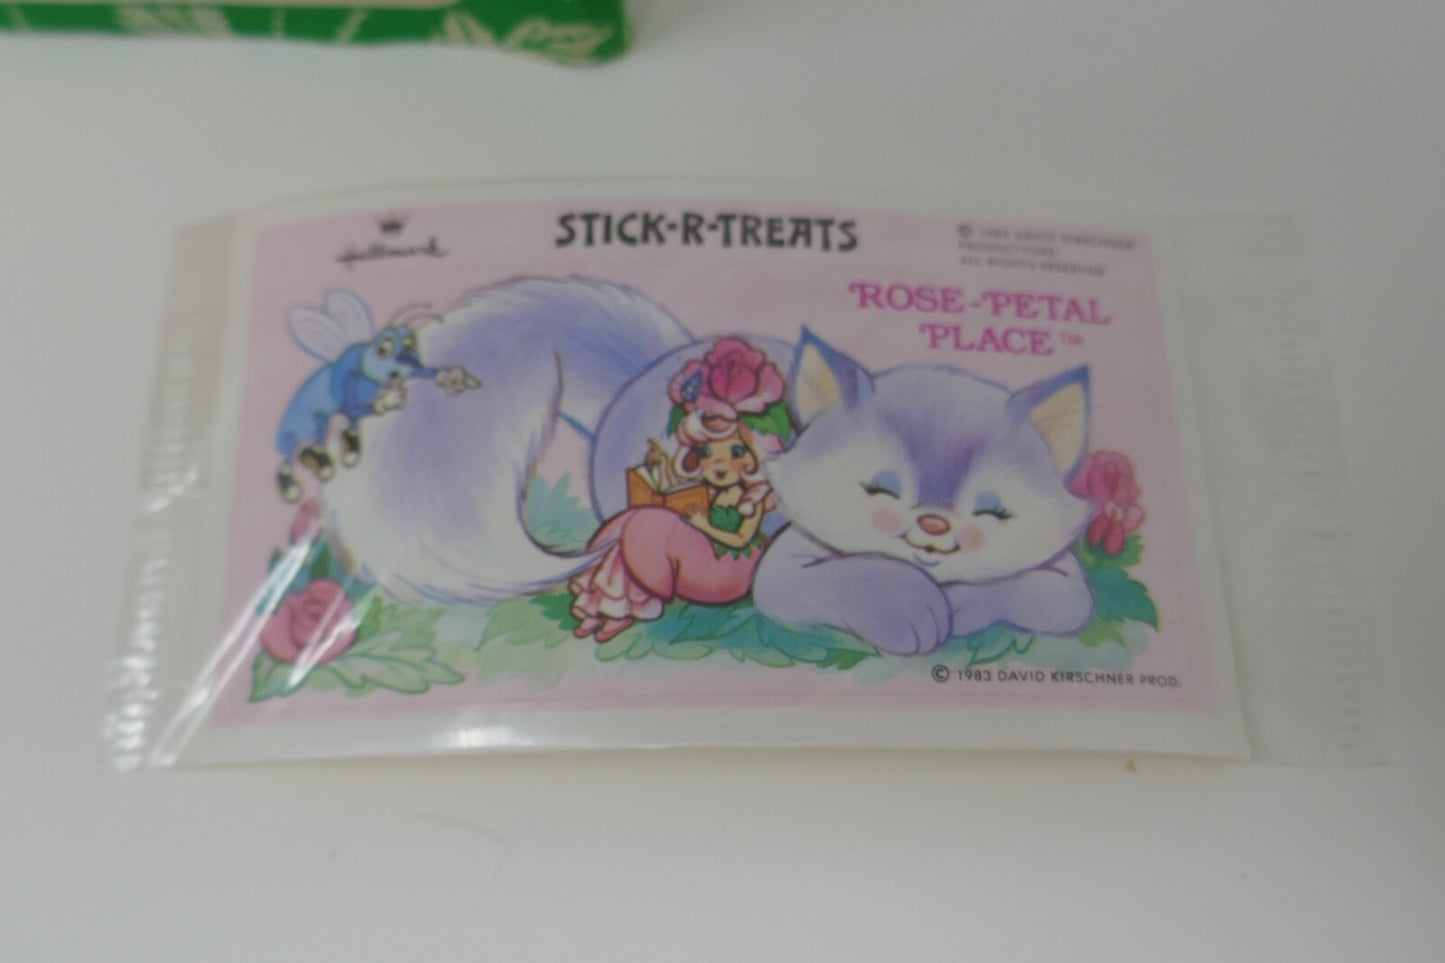 Hallmark
STICK-R-TREATS
© 1983 DAVID KIRSCHNER
PRODUCTIONS
ALL RIGHTS RESERVED
ROSE-PETAL
PLACE™
© 1983 DAVID KIRSCHNER PROD.